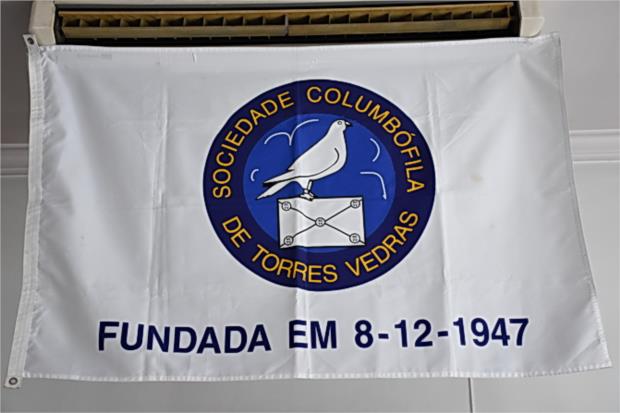 SOCIEDADE COLUMBÓFILA
DE TORRES VEDRAS
FUNDADA EM 8-12-1947